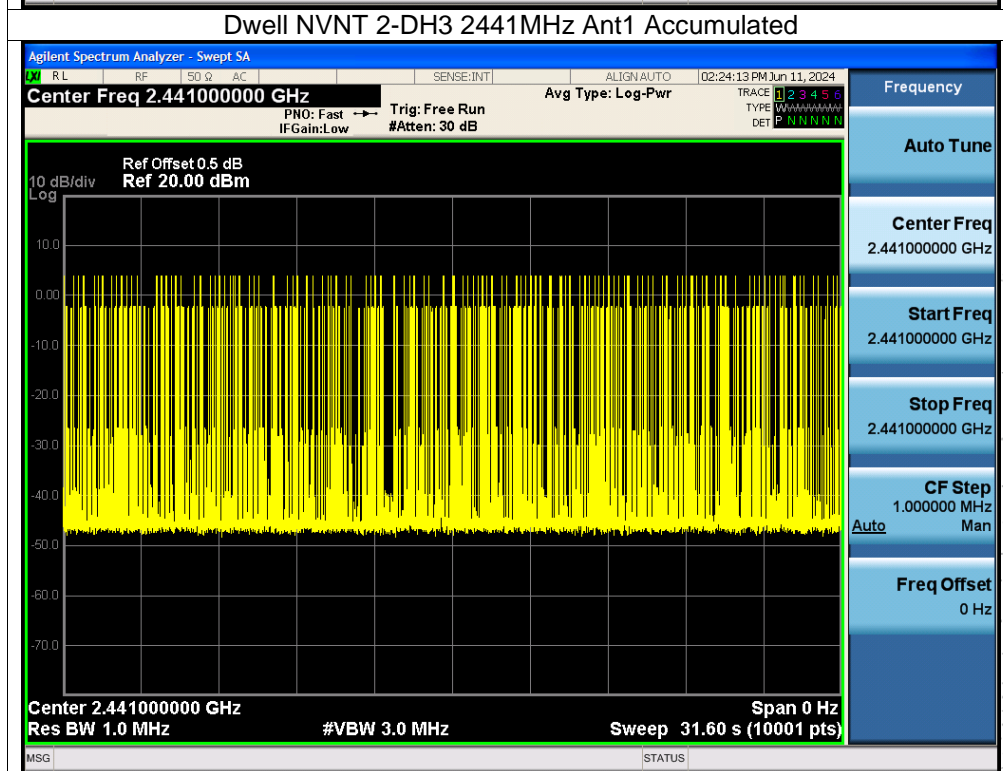 Dwell NVNT 2-DH3 2441MHz Ant1 Accumulated
Agilent Spectrum Analyzer - Swept SA
LXI RL RF 50 Ω AC SENSE:INT ALIGN AUTO 02:24:13 PM Jun 11, 2024
Center Freq 2.441000000 GHz
PNO: Fast
IFGain:Low
Trig: Free Run
#Atten: 30 dB
Avg Type: Log-Pwr
TRACE 1 2 3 4 5 6
TYPE WWWWWW
DET P N N N N N
Frequency
Ref Offset 0.5 dB
10 dB/div Ref 20.00 dBm
Log
10.0
0.00
-10.0
-20.0
-30.0
-40.0
-50.0
-60.0
-70.0
Auto Tune
Center Freq
2.441000000 GHz
Start Freq
2.441000000 GHz
Stop Freq
2.441000000 GHz
CF Step
1.000000 MHz
Auto Man
Freq Offset
0 Hz
Center 2.441000000 GHz Span 0 Hz
Res BW 1.0 MHz #VBW 3.0 MHz Sweep 31.60 s (10001 pts)
MSG STATUS